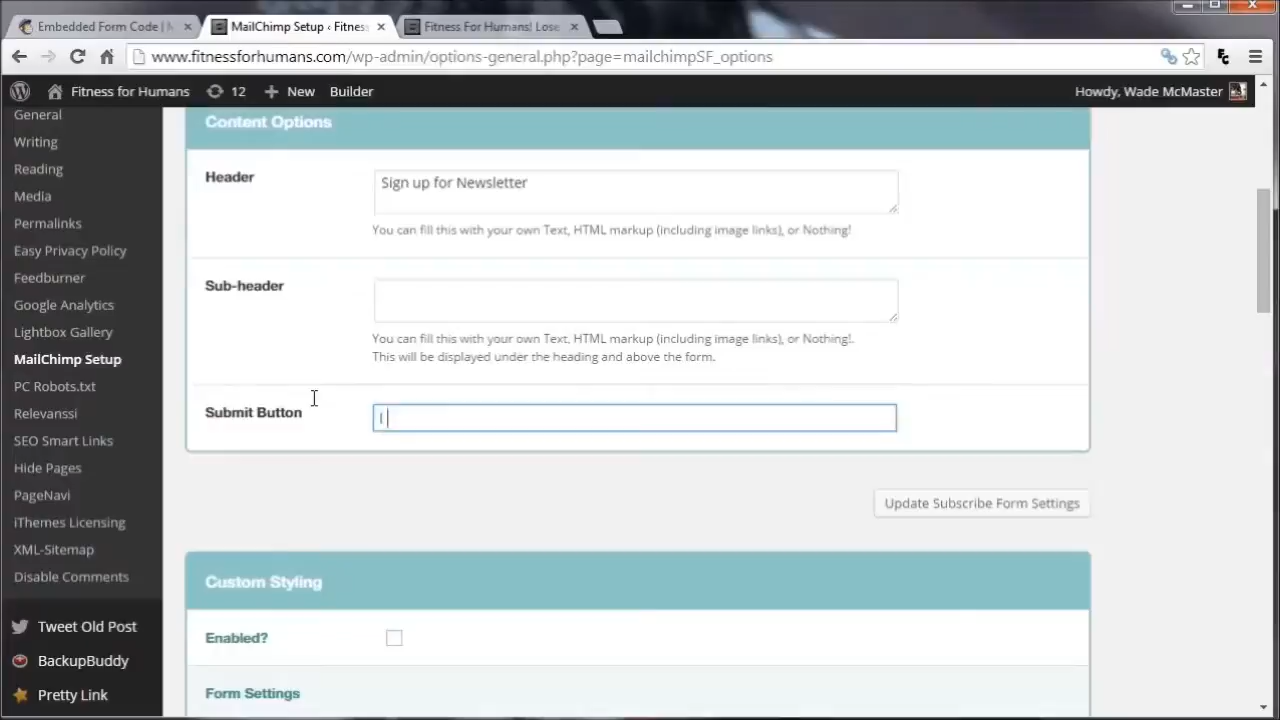 Embedded Form Code | M
MailChimp Setup ‹ Fitness
Fitness For Humans| Lose
www.fitnessforhumans.com/wp-admin/options-general.php?page=mailchimpSF_options
Fitness for Humans
12
New
Builder
Howdy, Wade McMaster
General
Writing
Reading
Media
Permalinks
Easy Privacy Policy
Feedburner
Google Analytics
Lightbox Gallery
MailChimp Setup
PC Robots.txt
Relevanssi
SEO Smart Links
Hide Pages
PageNavi
iThemes Licensing
XML-Sitemap
Disable Comments
Tweet Old Post
BackupBuddy
Pretty Link
Content Options
Header
Sign up for Newsletter
You can fill this with your own Text, HTML markup (including image links), or Nothing!
Sub-header
You can fill this with your own Text, HTML markup (including image links), or Nothing!.
This will be displayed under the heading and above the form.
Submit Button
Update Subscribe Form Settings
Custom Styling
Enabled?
Form Settings